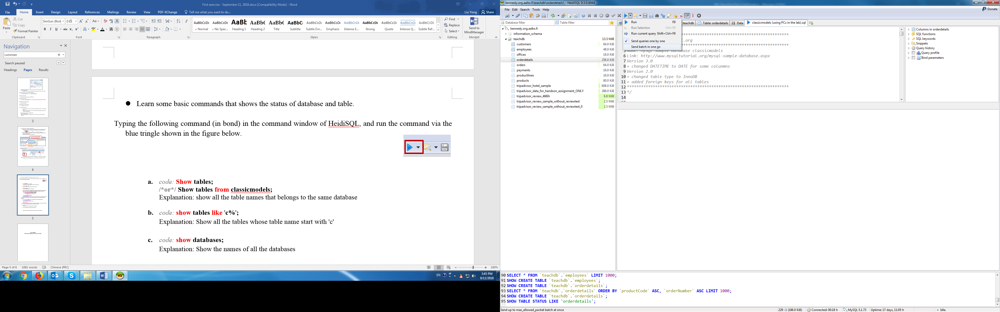 First exercise - September 11, 2018.docx [Compatibility Mode] - Word
File Home Insert Design Layout References Mailings Review View PDF-XChange Tell me what you want to do... Liu Yong Share
Paste
Cut
Copy
Format Painter
Clipboard
SimSun (Body
小四
Font
Paragraph
AaBbCcDc Normal
AaBbCcDc No Spac...
AaBb Heading 1
AaBb( Heading 2
AaBb( Title
AaBbC Subtitle
AaBbCcDc Subtle Em...
AaBbCcDc Emphasis
AaBbCcDc Intense E...
AaBbCcDc Strong
AaBbCcDc Quote
AaBbCcDc Intense Q...
AABBCCDC Subtle Ref...
Styles
Find
Replace
Select
Editing
Send to MindManager
Mindjet
Navigation
commen
Search paused
Headings Pages Results
3
4
5
● Learn some basic commands that shows the status of database and table.
Typing the following command (in bond) in the command window of HeidiSQL, and run the command via the
blue tringle shown in the figure below.
a. code: Show tables;
/*or*/ Show tables from classicmodels;
Explanation: show all the table names that belongs to the same database
b. code: show tables like 'c%';
Explanation: Show all the tables whose table name start with 'c'
c. code: show databases;
Explanation: Show the names of all the databases
Page 5 of 6 1081 words Chinese (PRC) 180%
EN 3:45 PM
9/12/2018
kennedy.org.aalto.fi\teachdb\orderdetails\ - HeidiSQL 9.3.0.4984
File Edit Search Tools Help
Donate
Database filter Table filter
kennedy.org.aalto.fi
information_schema
teachdb 13.3 MiB
customers 64.0 KiB
employees 48.0 KiB
offices 16.0 KiB
orderdetails 256.0 KiB
orders 64.0 KiB
payments 16.0 KiB
productlines 16.0 KiB
products 80.0 KiB
tripadivsor_hotel_sample 608.0 KiB
tripadvisor_data_for_handson_assignment_ONLY 288.0 KiB
tripadvisor_review_4660r 6.8 MiB
tripadvisor_review_sample_without_reviewtext 2.5 MiB
tripadvisor_review_sample_without_reviewtext_0 2.5 MiB
Run F9
Run Selection Ctrl+F9
Run current query Shift+Ctrl+F9
Send queries one by one
Send batch in one go
teachdb Table: orderdetails Data classicmodels (using PCs in the lab).sql
.org
5 Name: MySQL Sample Database classicmodels
6 Link: http://www.mysqltutorial.org/mysql-sample-database.aspx
7 Version 3.0
8 + changed DATETIME to DATE for some colunmns
9 Version 2.0
10 + changed table type to InnoDB
11 + added foreign keys for all tables
12 *********************************************************************
13 */
14
Columns in orderdetails
SQL functions
SQL keywords
Snippets
Query history
Query profile
Bind parameters
90 SELECT * FROM `teachdb`.`employees` LIMIT 1000;
91 SHOW CREATE TABLE `teachdb`.`employees`;
92 SHOW CREATE TABLE `teachdb`.`orderdetails`;
93 SELECT * FROM `teachdb`.`orderdetails` ORDER BY `productCode` ASC, `orderNumber` ASC LIMIT 1000;
94 SHOW CREATE TABLE `teachdb`.`orderdetails`;
95 SHOW TABLE STATUS LIKE 'orderdetails';
Send up to max_allowed_packet batch at once 229 : 1 (186.0 KiB) Connected: 00:18 h MySQL 5.1.73 Uptime: 17 days, 11:05 h Idle.